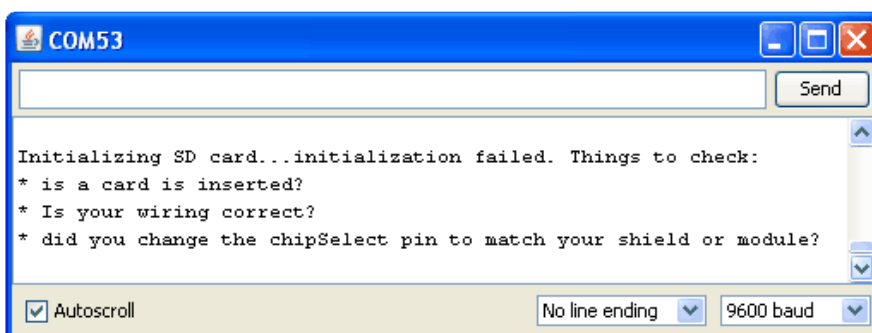 COM53
Send
Initializing SD card...initialization failed. Things to check:
* is a card is inserted?
* Is your wiring correct?
* did you change the chipSelect pin to match your shield or module?
Autoscroll
No line ending
9600 baud